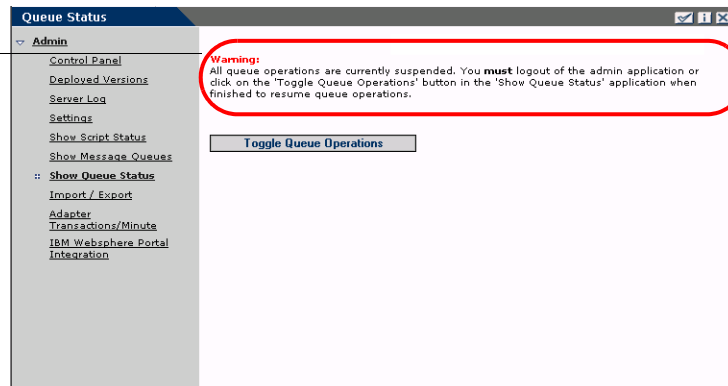 Queue Status
Admin
Control Panel
Deployed Versions
Server Log
Settings
Show Script Status
Show Message Queues
Show Queue Status
Import / Export
Adapter
Transactions/Minute
IBM Websphere Portal
Integration
Warning:
All queue operations are currently suspended. You must logout of the admin application or
click on the 'Toggle Queue Operations' button in the 'Show Queue Status' application when
finished to resume queue operations.
Toggle Queue Operations